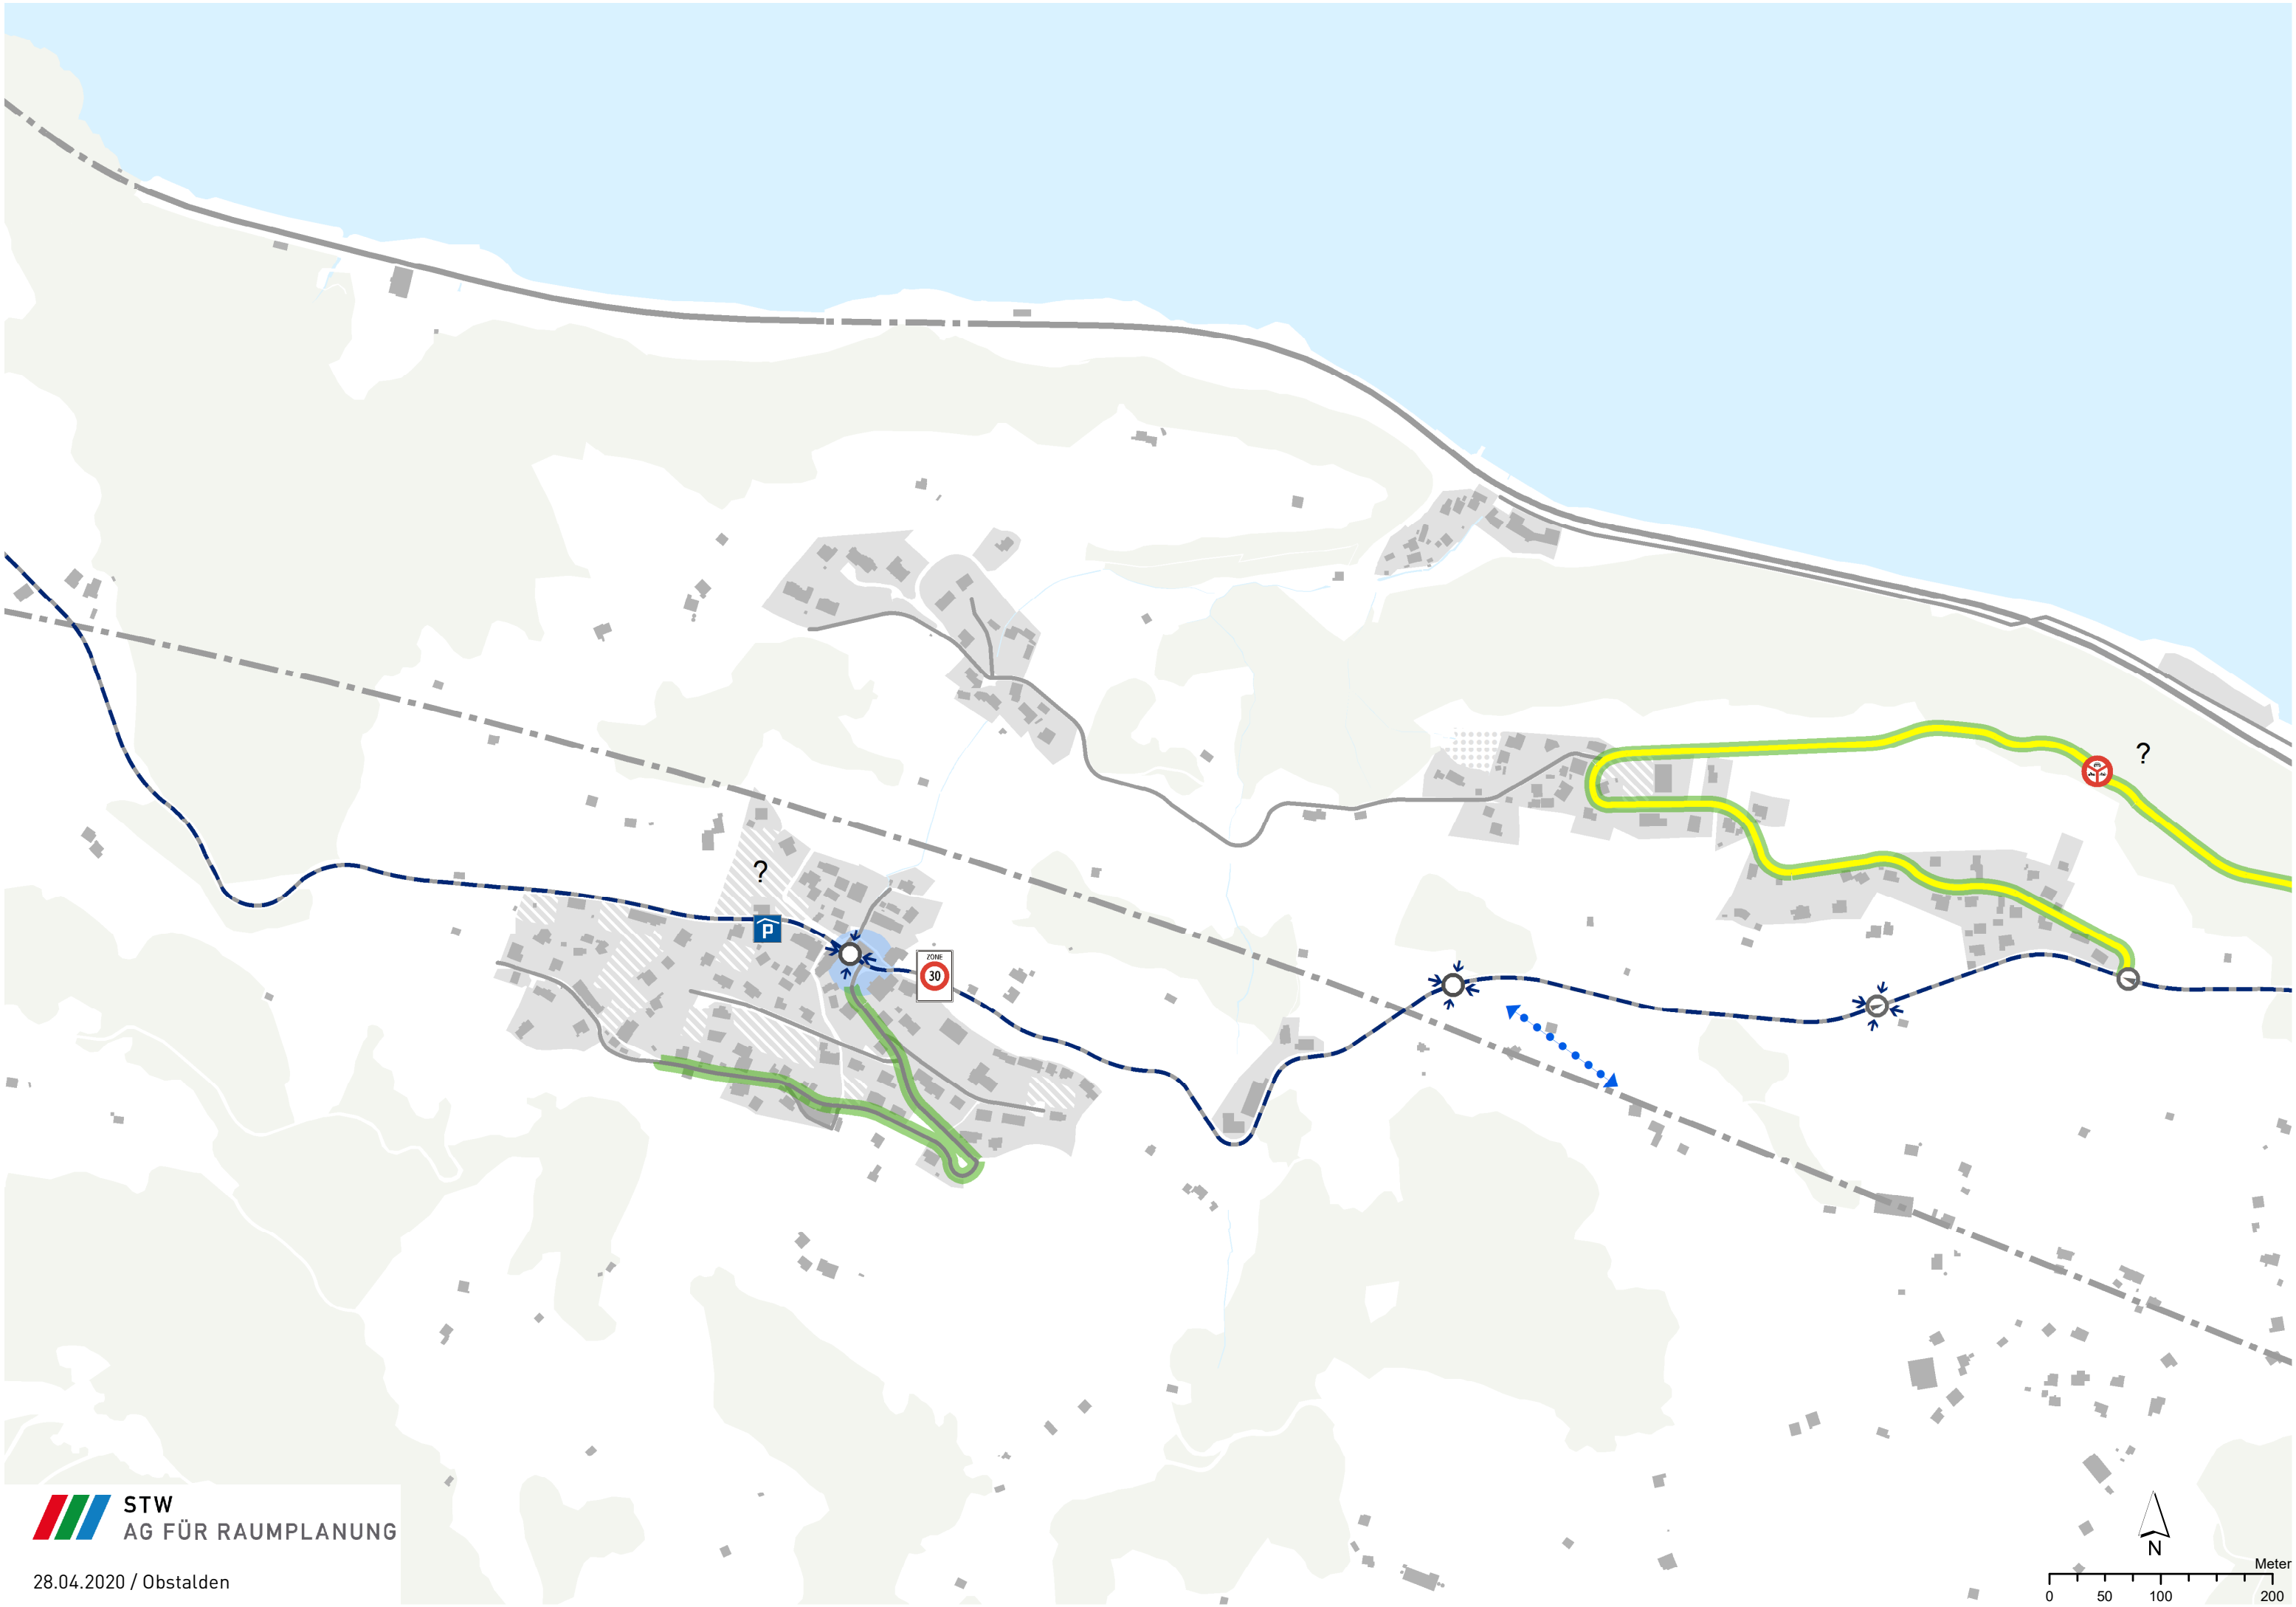 ?
?
P
ZONE
30
STW
AG FÜR RAUMPLANUNG
28.04.2020 / Obstalden
N
Meter
0 50 100 200